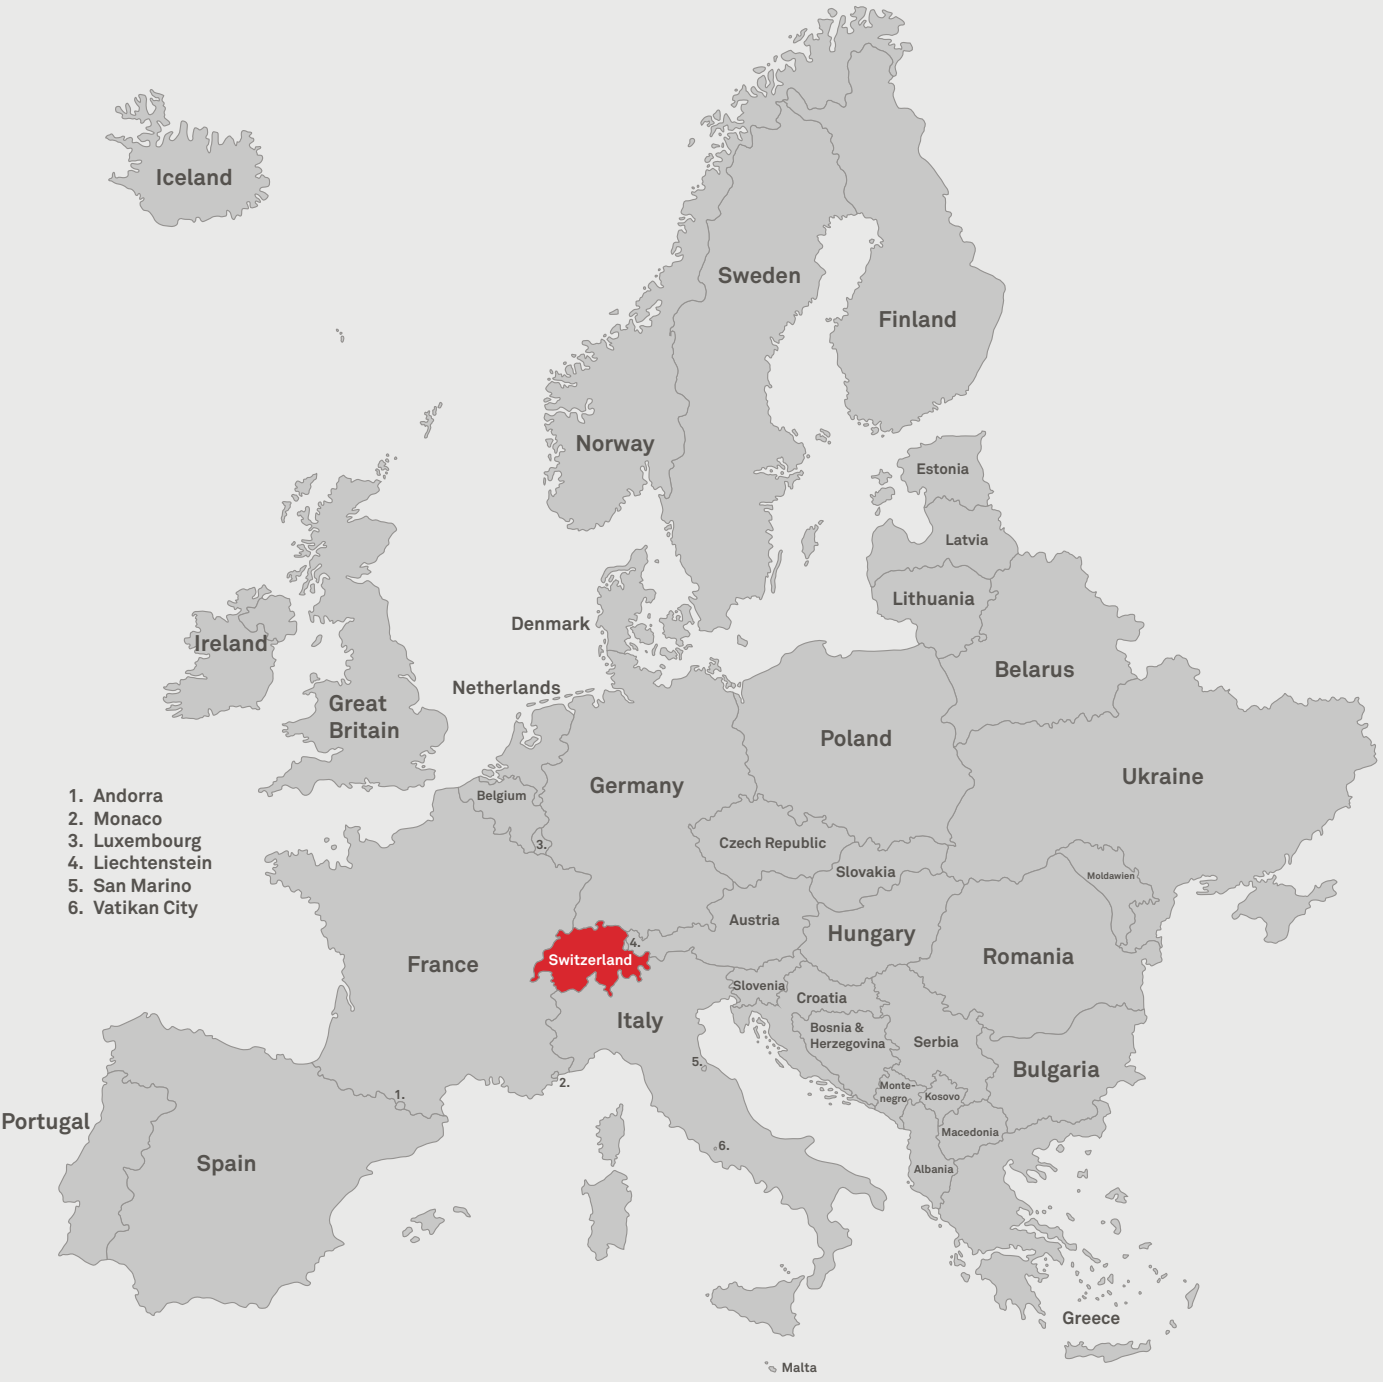 Iceland
Sweden
Finland
Norway
Estonia
Latvia
Lithuania
Denmark
Ireland
Belarus
Netherlands
Great
Britain
Poland
Ukraine
Germany
Belgium
1. Andorra
2. Monaco
3. Luxembourg
4. Liechtenstein
5. San Marino
6. Vatikan City
3.
Czech Republic
Slovakia
Moldawien
Austria
Hungary
4.
Switzerland
France
Romania
Slovenia
Croatia
Italy
Bosnia &
Herzegovina
Serbia
5.
Bulgaria
2.
1.
Monte-
negro
Kosovo
Portugal
Macedonia
6.
Spain
Albania
Greece
Malta